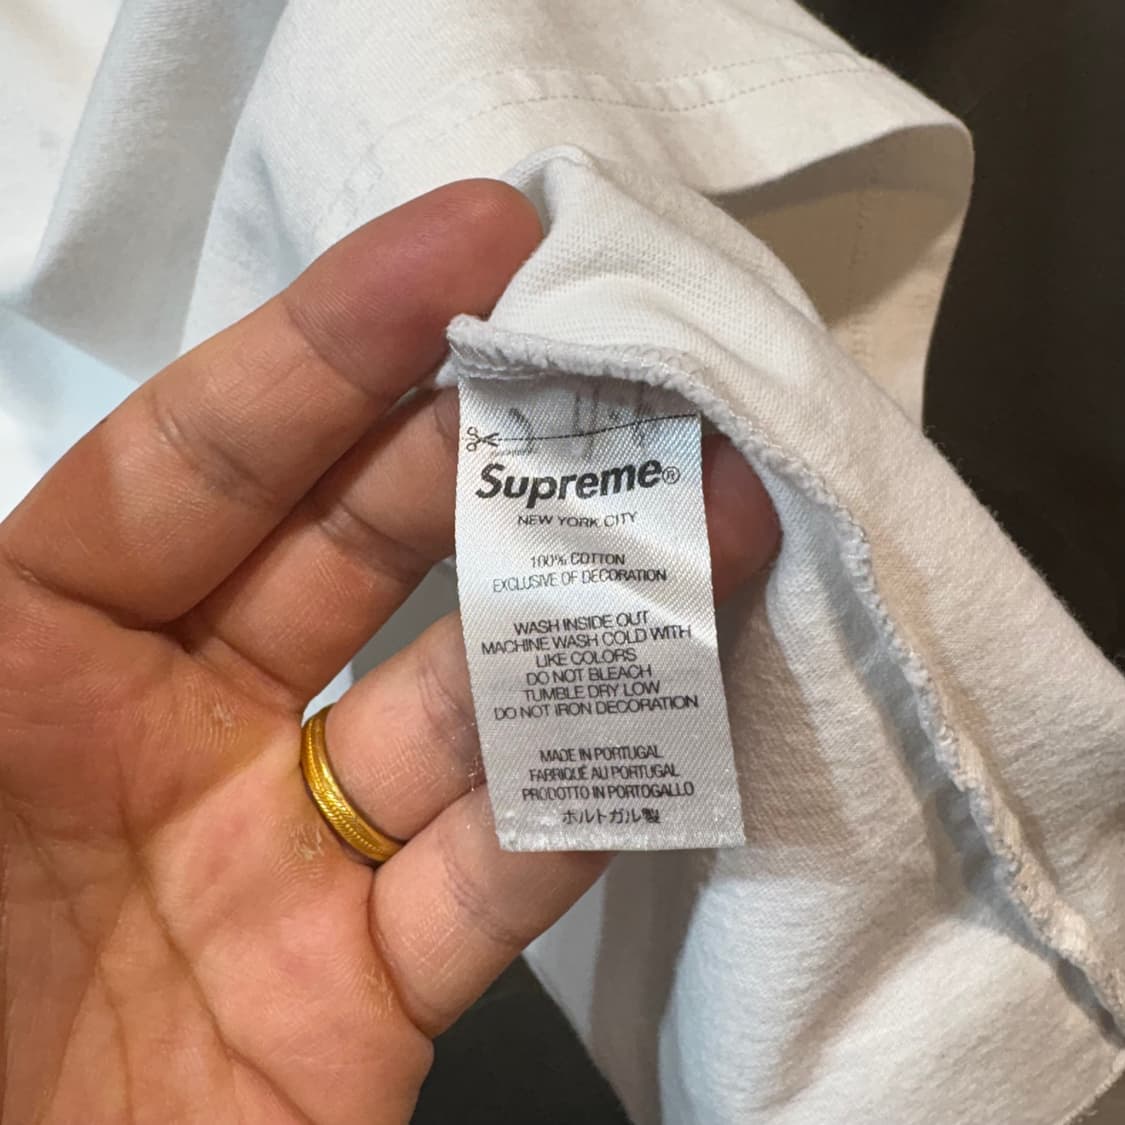 Supreme®
NEW YORK CITY
100% COTTON
EXCLUSIVE OF DECORATION
WASH INSIDE OUT
MACHINE WASH COLD WITH
LIKE COLORS
DO NOT BLEACH
TUMBLE DRY LOW
DO NOT IRON DECORATION
MADE IN PORTUGAL
FABRIQUÉ AU PORTUGAL
PRODOTTO IN PORTOGALLO
ポルトガル製